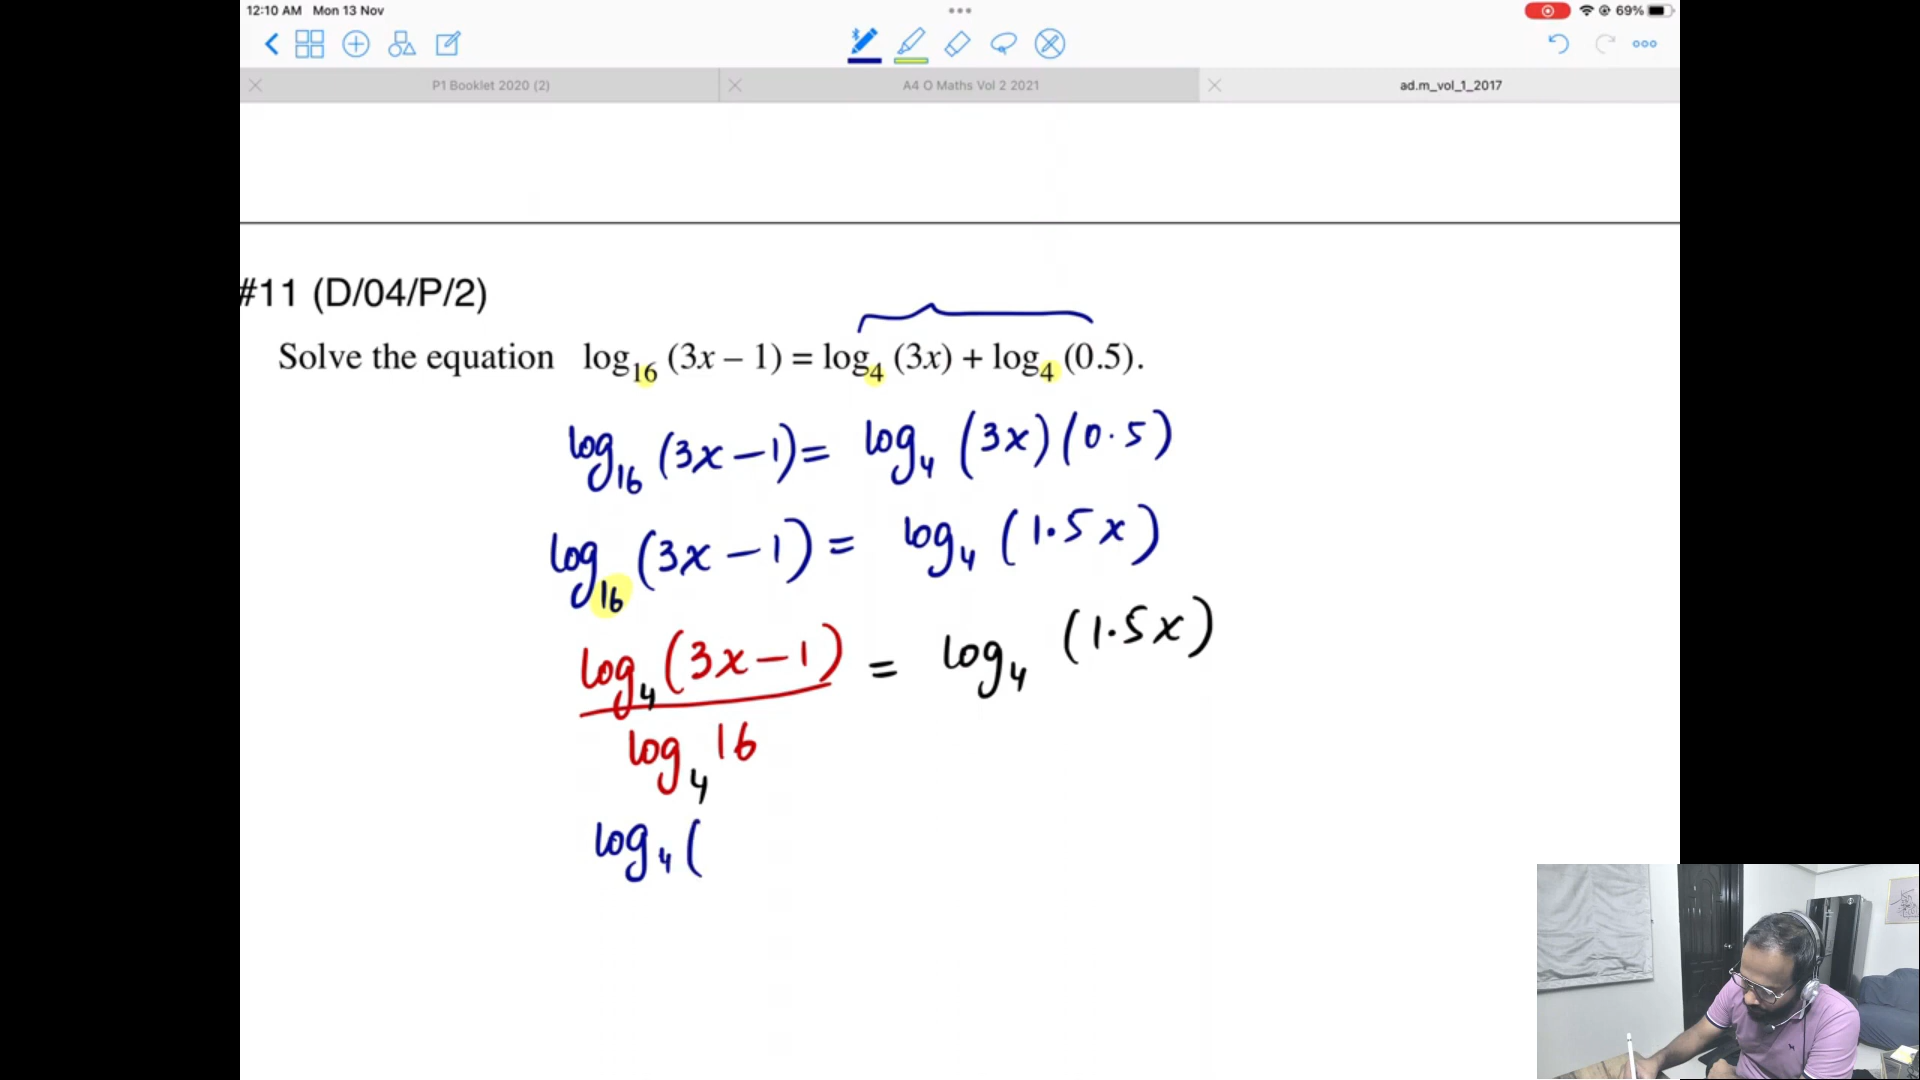 12:10 AM Mon 13 Nov
69%
P1 Booklet 2020 (2)
A4 O Maths Vol 2 2021
ad.m_vol_1_2017
#11 (D/04/P/2)
Solve the equation log₁₆ (3x – 1) = log₄ (3x) + log₄ (0.5).
log₁₆ (3x – 1) = log₄ (3x)(0.5)
log₁₆ (3x – 1) = log₄ (1.5x)
log₄ (3x – 1) = log₄ (1.5x)
log₄ 16
log₄ (